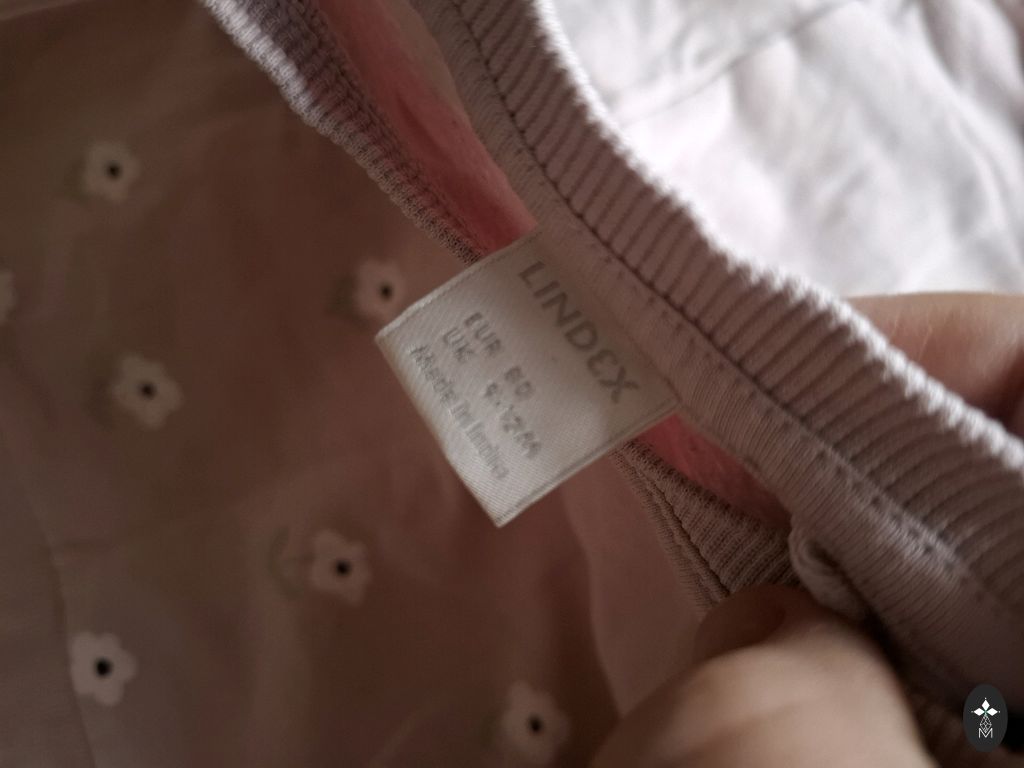 LINDEX
EUR 80
UK 9-12M
Made in India